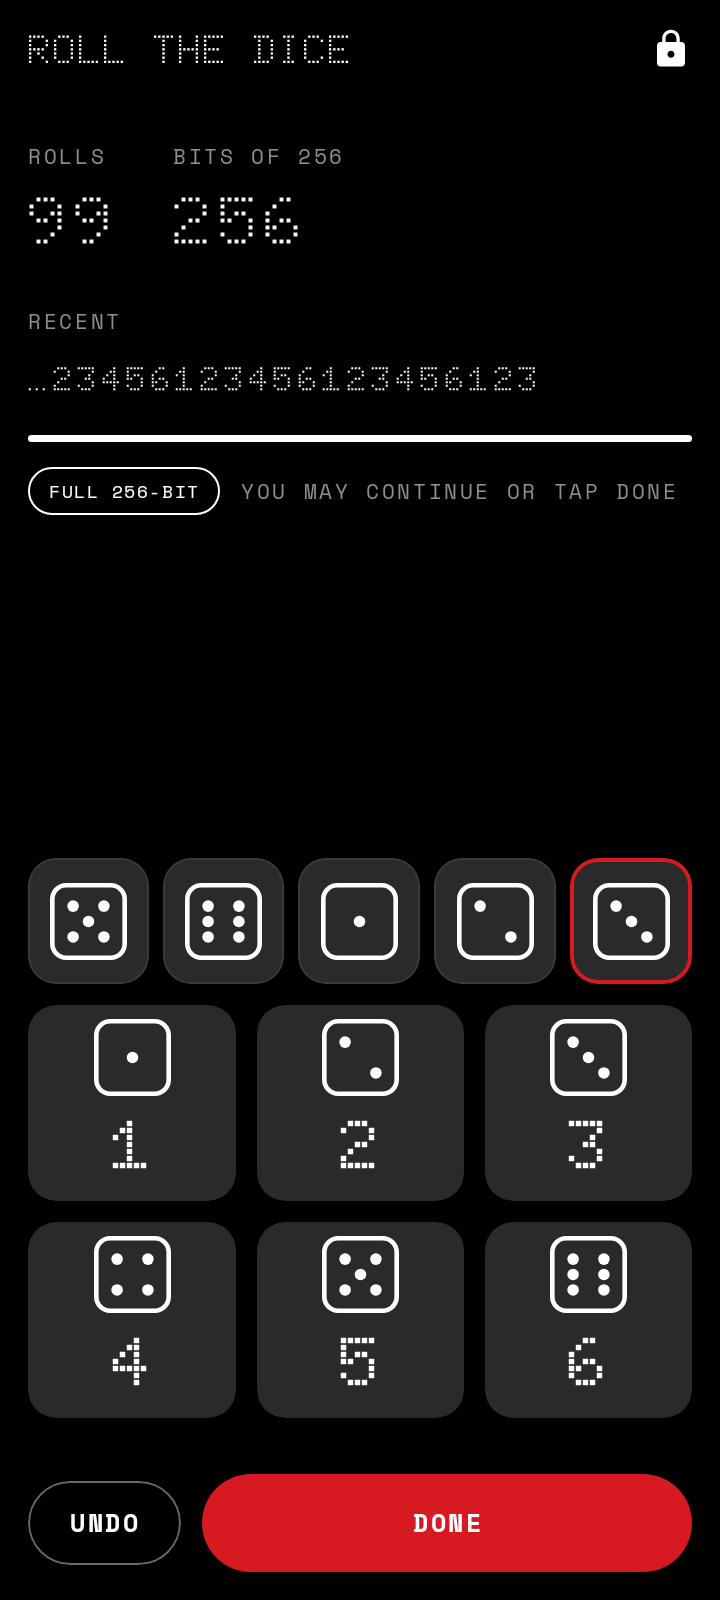 ROLL THE DICE
ROLLS BITS OF 256
99 256
RECENT
…23456123456123456123
FULL 256-BIT YOU MAY CONTINUE OR TAP DONE
1 2 3
4 5 6
UNDO DONE